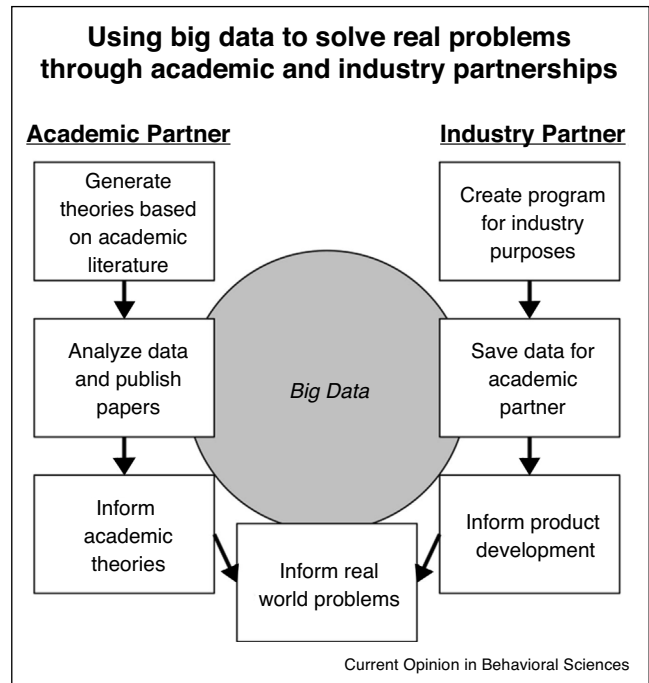 Using big data to solve real problems
through academic and industry partnerships
Academic Partner
Generate
theories based
on academic
literature
Analyze data
and publish
papers
Inform
academic
theories
Industry Partner
Create program
for industry
purposes
Save data for
academic
partner
Inform product
development
Big Data
Inform real
world problems
Current Opinion in Behavioral Sciences